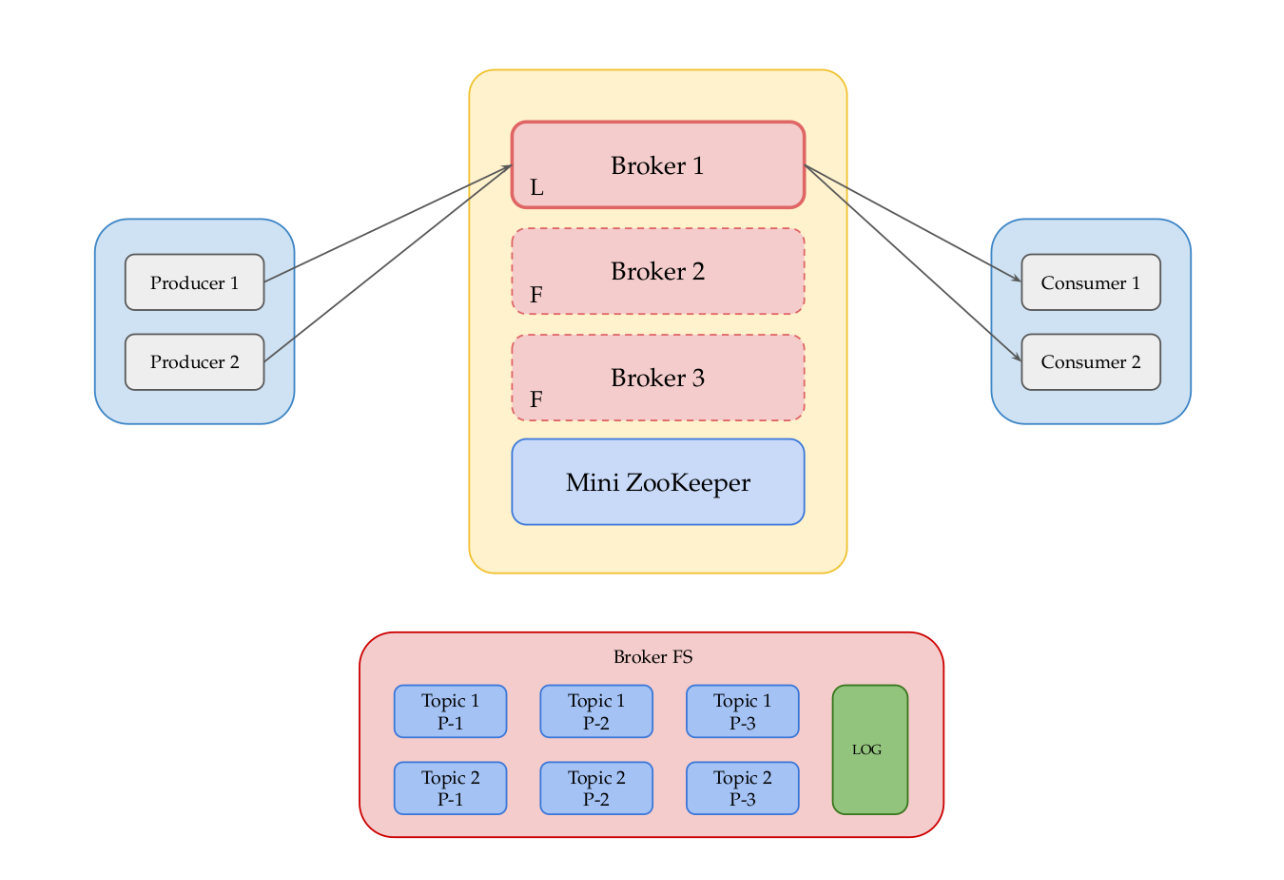 Broker 1
L
Broker 2
F
Broker 3
F
Mini ZooKeeper
Producer 1
Producer 2
Consumer 1
Consumer 2
Broker FS
Topic 1
P-1
Topic 1
P-2
Topic 1
P-3
LOG
Topic 2
P-1
Topic 2
P-2
Topic 2
P-3